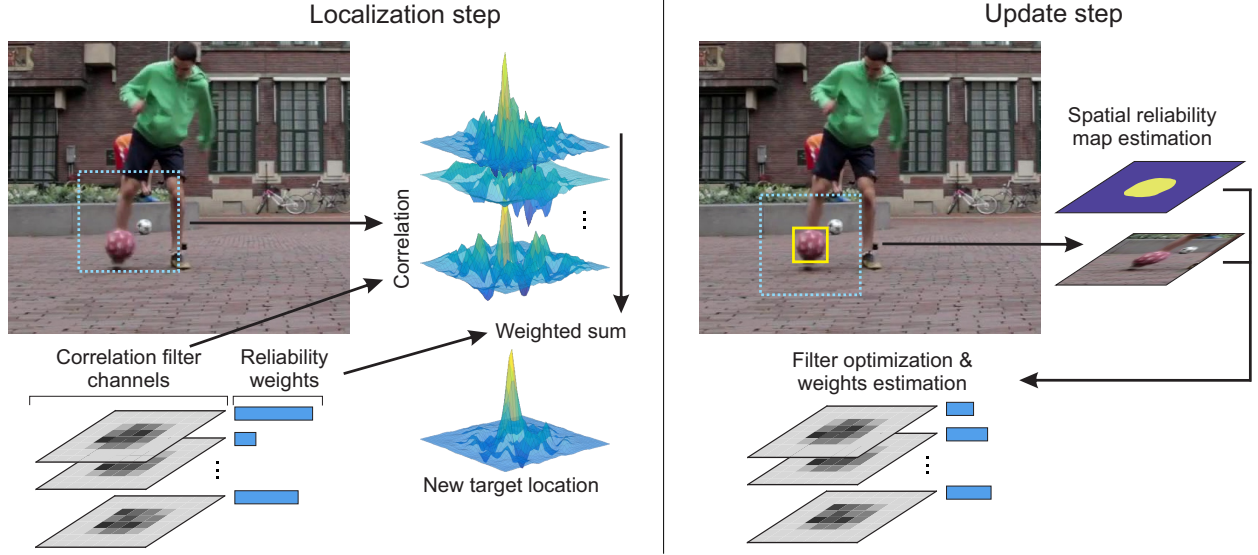 Localization step
Correlation
Weighted sum
Correlation filter
channels
Reliability
weights
New target location
Update step
Spatial reliability
map estimation
Filter optimization &
weights estimation